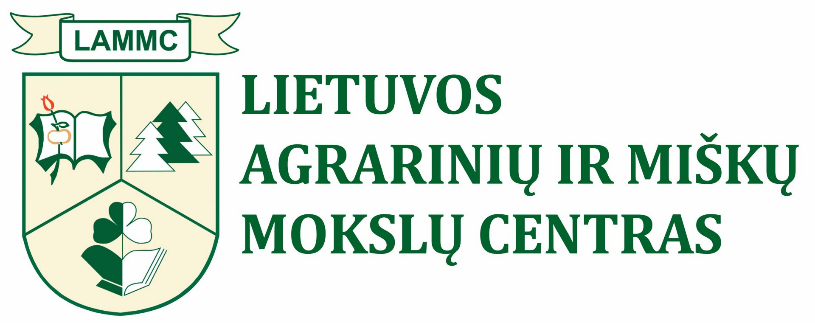 LAMMC
LIETUVOS
AGRARINIŲ IR MIŠKŲ
MOKSLŲ CENTRAS